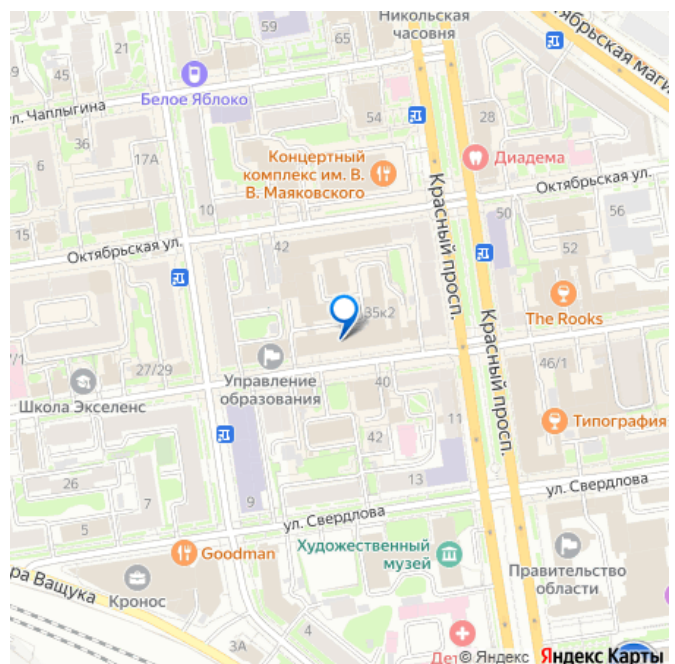 59
Никольская
часовня
65
21
45
ул. Чаплыгина
Белое Яблоко
36
6
17А
54
28
Концертный
комплекс им. В.
В. Маяковского
Диадема
Октябрьская ул.
10
50
56
15
Октябрьская ул.
42
52
Красный просп.
35к2
The Rooks
7/1
27/29
Управление
образования
40
Красный просп.
46/1
Школа Экселенс
11
Типография
42
26
7
9
13
5
ул. Свердлова
ул. Свердлова
Goodman
Художественный
музей
Правительство
области
ра Ващука
Кронос
3А
4
Дет
© Яндекс Яндекс Карты